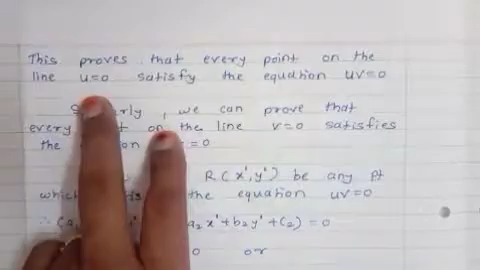 This proves that every point on the
line u=0 satisfy the equation uv=0
we can prove that
every on the line v=0 satisfies
the =0
R(x',y') be any pt
the equation uv=0
∴ (a a₂x'+b₂y'+c₂)=0
0 or